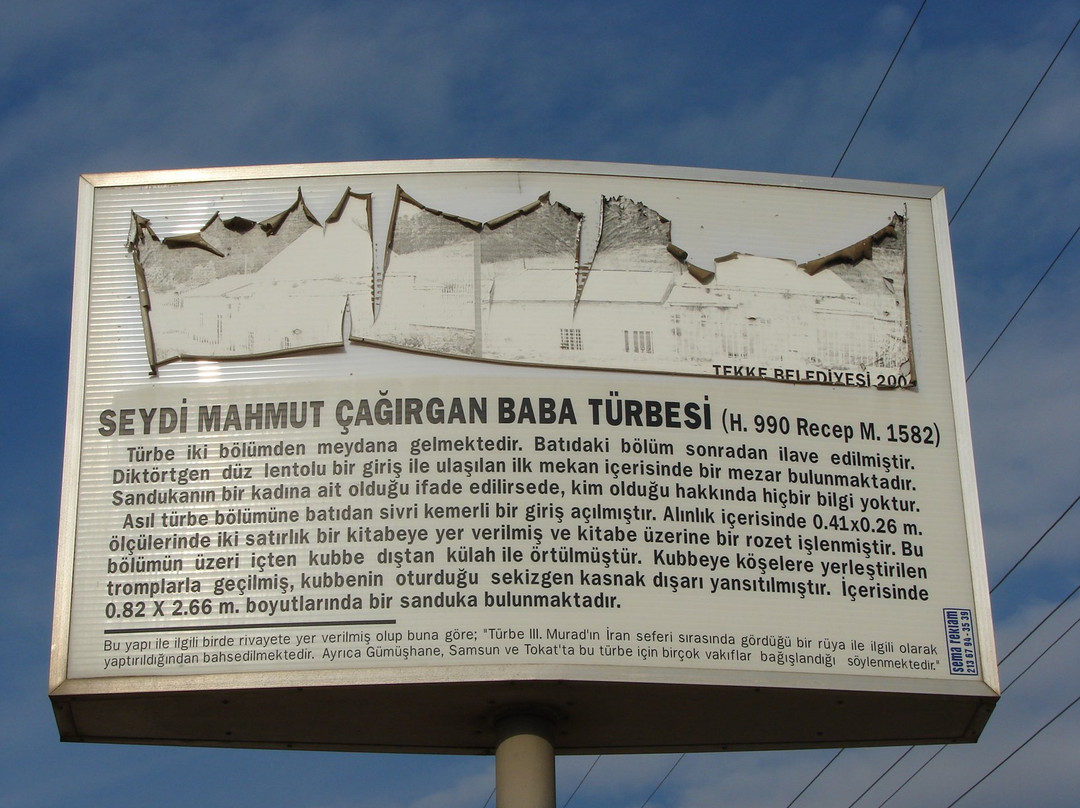 TEKKE BELEDİYESİ 200
SEYDİ MAHMUT ÇAĞIRGAN BABA TÜRBESİ (H. 990 Recep M. 1582)
Türbe iki bölümden meydana gelmektedir. Batıdaki bölüm sonradan ilave edilmiştir.
Diktörtgen düz lentolu bir giriş ile ulaşılan ilk mekan içerisinde bir mezar bulunmaktadır.
Sandukanın bir kadına ait olduğu ifade edilirsede, kim olduğu hakkında hiçbir bilgi yoktur.
Asıl türbe bölümüne batıdan sivri kemerli bir giriş açılmıştır. Alınlık içerisinde 0.41x0.26 m.
ölçülerinde iki satırlık bir kitabeye yer verilmiş ve kitabe üzerine bir rozet işlenmiştir. Bu
bölümün üzeri içten kubbe dıştan külah ile örtülmüştür. Kubbeye köşelere yerleştirilen
tromplarla geçilmiş, kubbenin oturduğu sekizgen kasnak dışarı yansıtılmıştır. İçerisinde
0.82 X 2.66 m. boyutlarında bir sanduka bulunmaktadır.
Bu yapı ile ilgili birde rivayete yer verilmiş olup buna göre; "Türbe III. Murad'ın İran seferi sırasında gördüğü bir rüya ile ilgili olarak
yaptırıldığından bahsedilmektedir. Ayrıca Gümüşhane, Samsun ve Tokat'ta bu türbe için birçok vakıflar bağışlandığı söylenmektedir."
sema reklam
213 67 94 - 35 39